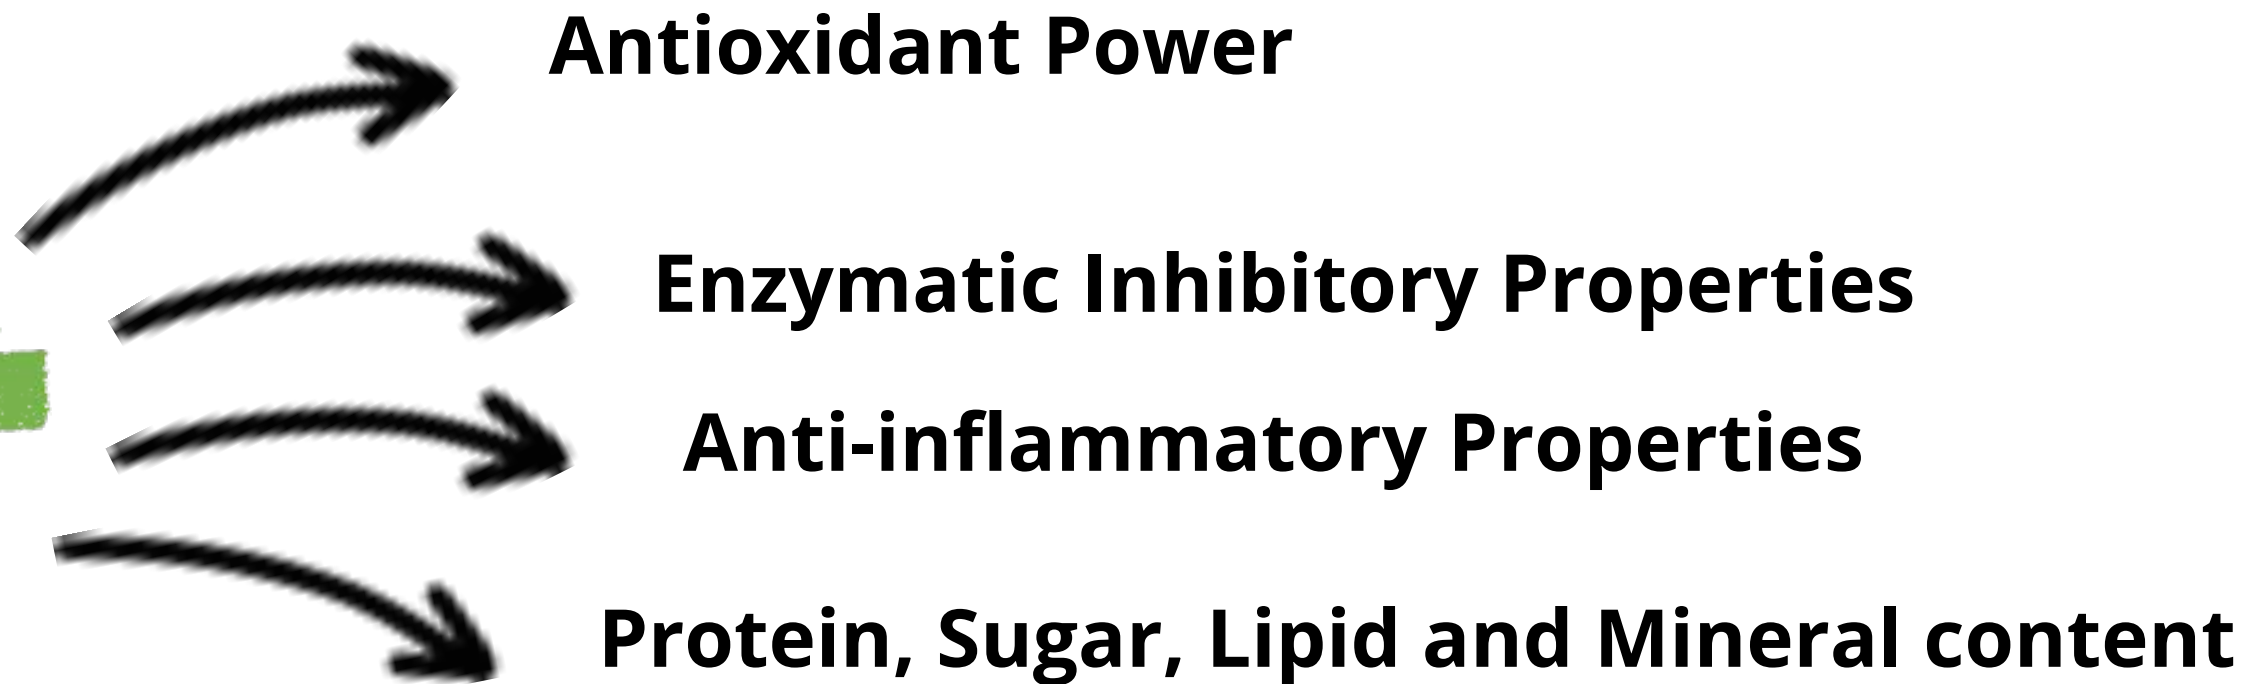 Antioxidant Power
Enzymatic Inhibitory Properties
Anti-inflammatory Properties
Protein, Sugar, Lipid and Mineral content